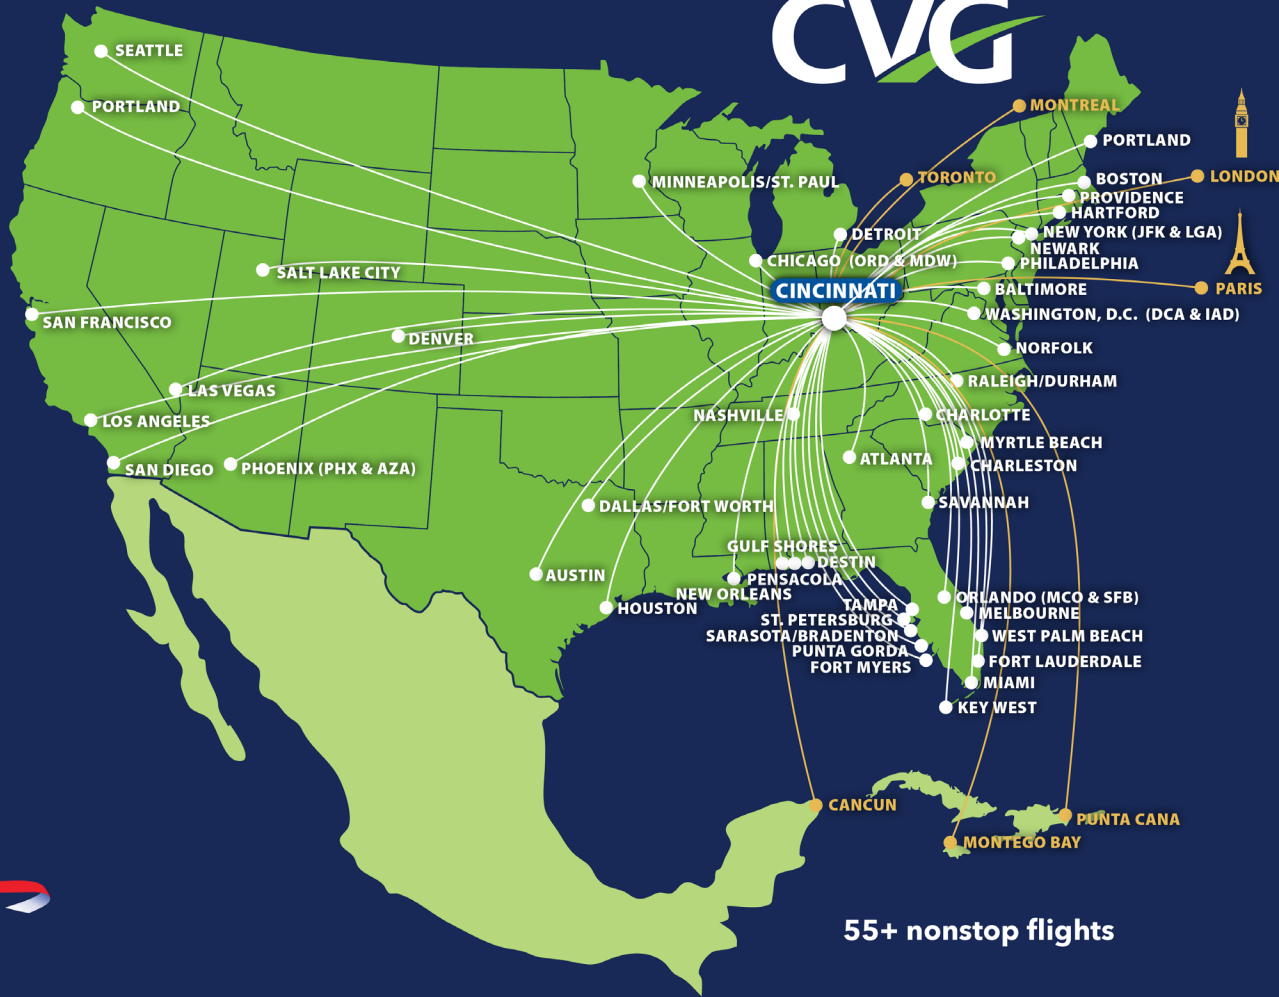 CVG
SEATTLE
PORTLAND
MONTREAL
PORTLAND
MINNEAPOLIS/ST. PAUL
TORONTO
BOSTON
LONDON
PROVIDENCE
HARTFORD
DETROIT
NEW YORK (JFK & LGA)
NEWARK
CHICAGO (ORD & MDW)
PHILADELPHIA
SALT LAKE CITY
CINCINNATI
BALTIMORE
PARIS
SAN FRANCISCO
WASHINGTON, D.C. (DCA & IAD)
DENVER
NORFOLK
LAS VEGAS
RALEIGH/DURHAM
LOS ANGELES
NASHVILLE
CHARLOTTE
SAN DIEGO
PHOENIX (PHX & AZA)
ATLANTA
MYRTLE BEACH
CHARLESTON
DALLAS/FORT WORTH
SAVANNAH
GULF SHORES
DESTIN
AUSTIN
PENSACOLA
NEW ORLEANS
HOUSTON
TAMPA
ORLANDO (MCO & SFB)
ST. PETERSBURG
MELBOURNE
SARASOTA/BRADENTON
WEST PALM BEACH
PUNTA GORDA
FORT MYERS
FORT LAUDERDALE
MIAMI
KEY WEST
CANCUN
PUNTA CANA
MONTEGO BAY
55+ nonstop flights